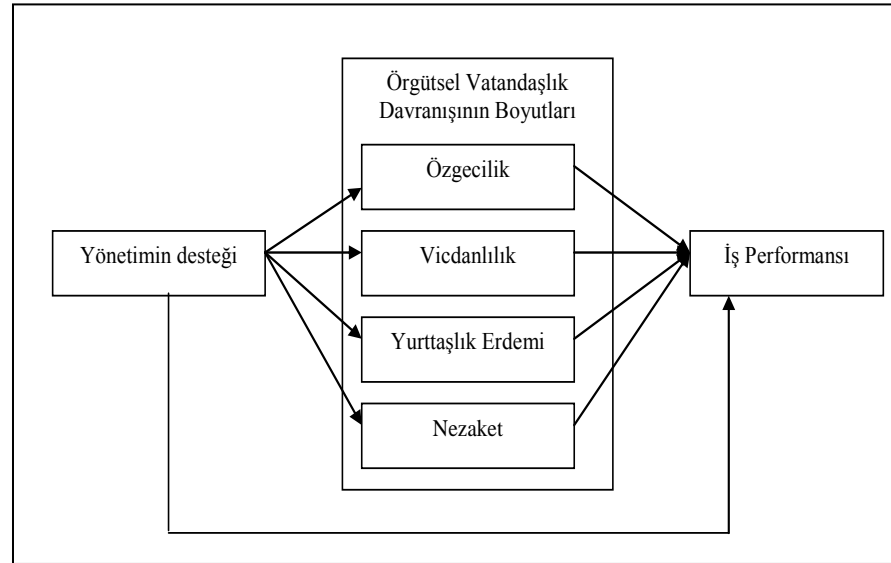 Örgütsel Vatandaşlık
Davranışının Boyutları
Özgecilik
Yönetimin desteği
Vicdanlılık
İş Performansı
Yurttaşlık Erdemi
Nezaket